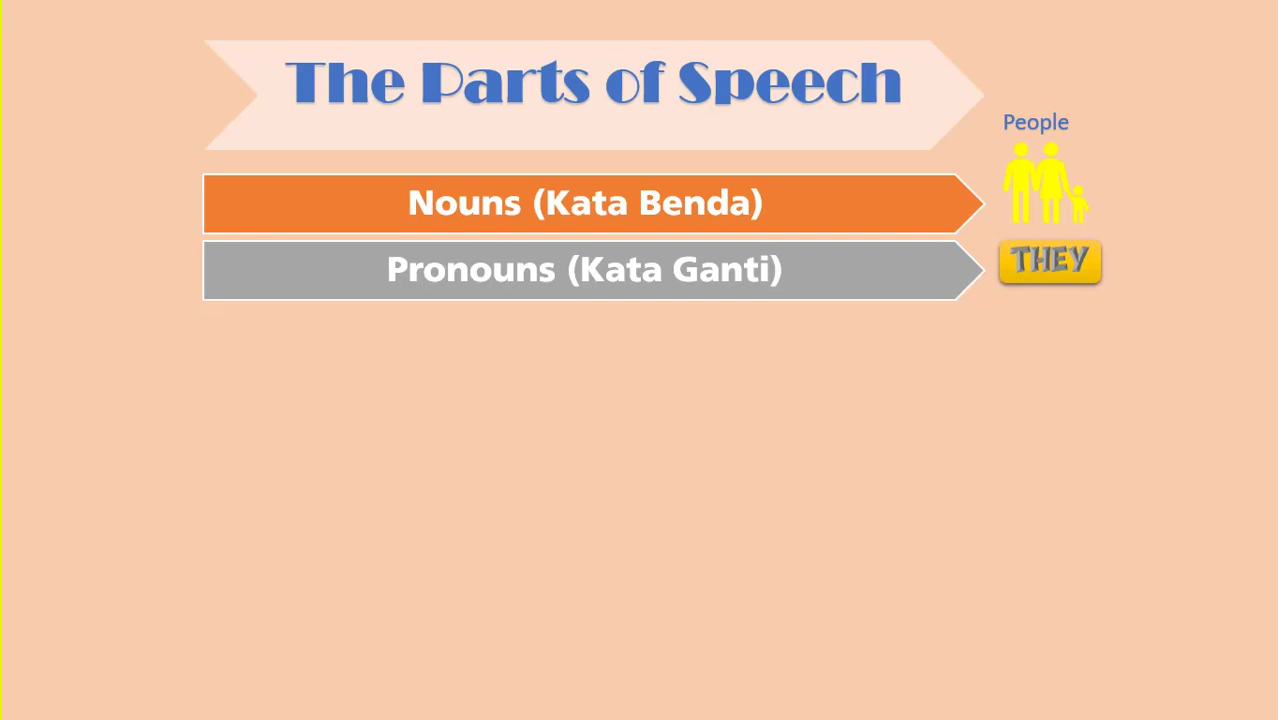 The Parts of Speech
People
Nouns (Kata Benda)
Pronouns (Kata Ganti)
THEY